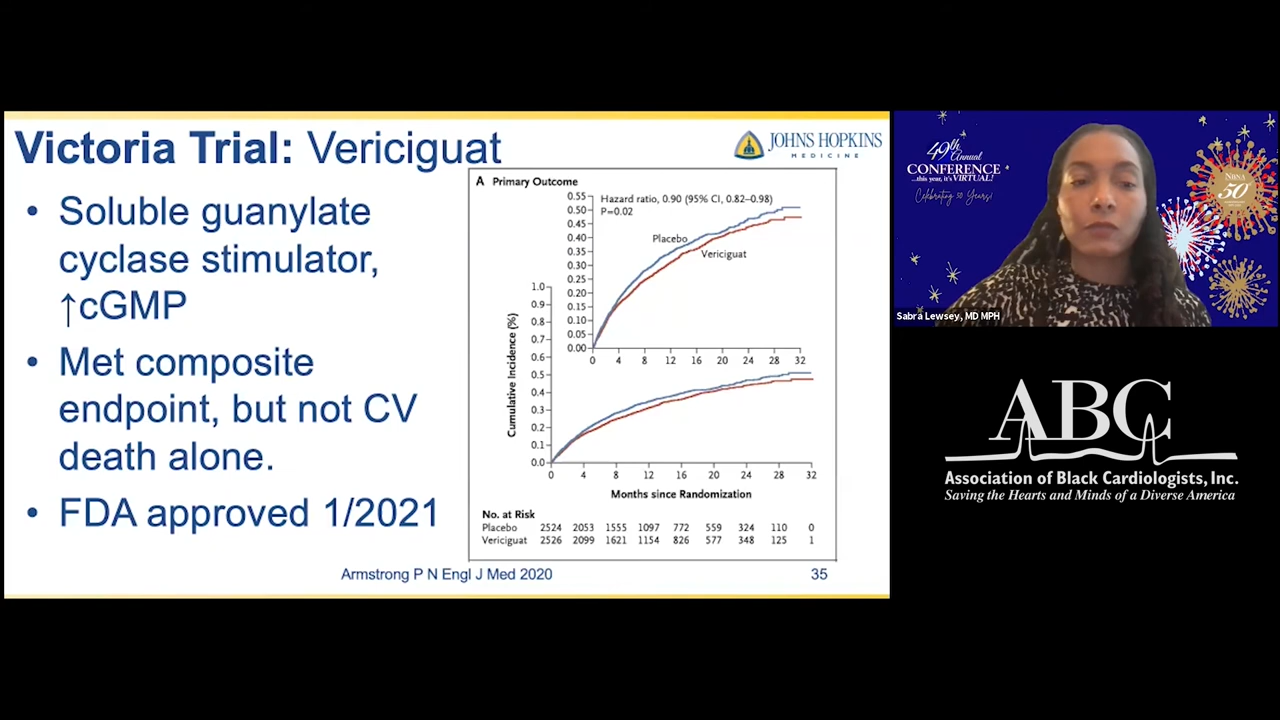 Victoria Trial: Vericiguat
JOHNS HOPKINS
MEDICINE
• Soluble guanylate
cyclase stimulator,
↑cGMP
• Met composite
endpoint, but not CV
death alone.
• FDA approved 1/2021
A Primary Outcome
Hazard ratio, 0.90 (95% CI, 0.82–0.98)
P=0.02
0.55
0.50
0.45
0.40
0.35
0.30
0.25
0.20
0.15
0.10
0.05
0.00
Placebo
Vericiguat
0 4 8 12 16 20 24 28 32
Cumulative Incidence (%)
1.0
0.9
0.8
0.7
0.6
0.5
0.4
0.3
0.2
0.1
0.0
0 4 8 12 16 20 24 28 32
Months since Randomization
No. at Risk
Placebo 2524 2053 1555 1097 772 559 324 110 0
Vericiguat 2526 2099 1621 1154 826 577 348 125 1
Armstrong P N Engl J Med 2020
35
49th Annual
CONFERENCE
...this year, it's VIRTUAL!
Celebrating 50 Years!
NBNA
50
Sabra Lewsey, MD MPH
ABC
Association of Black Cardiologists, Inc.
Saving the Hearts and Minds of a Diverse America